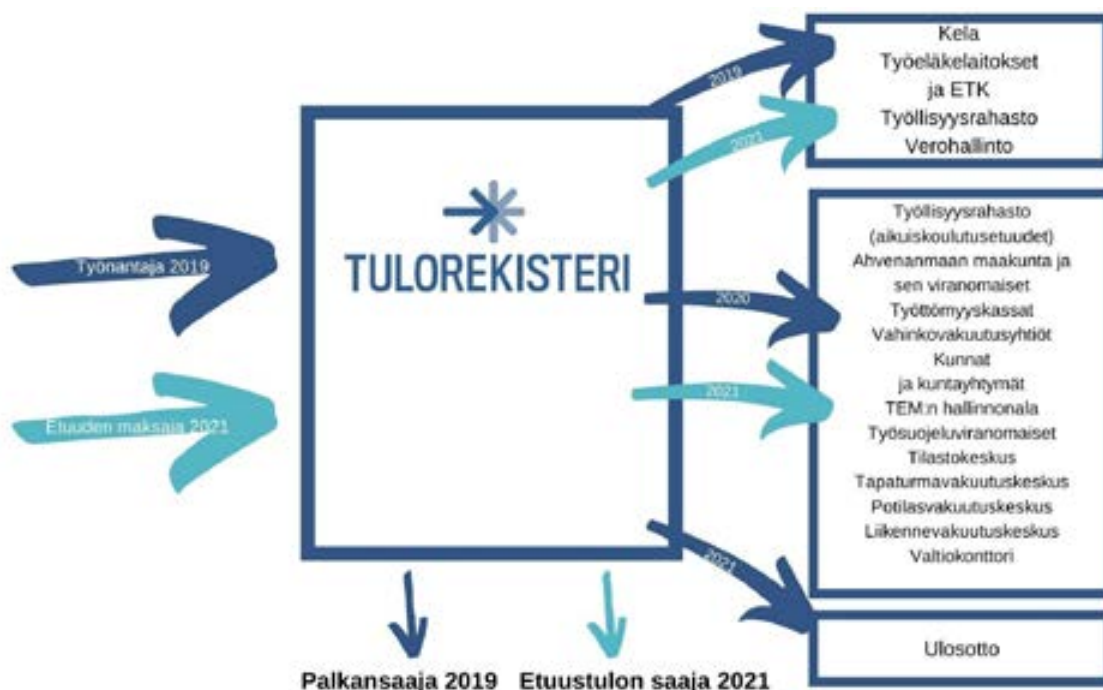 Työnantaja 2019
Etuuden maksaja 2021
TULOREKISTERI
2019
2021
2020
2021
2021
Kela
Työeläkelaitokset
ja ETK
Työllisyysrahasto
Verohallinto
Työllisyysrahasto
(aikuiskoulutusetuudet)
Ahvenanmaan maakunta ja
sen viranomaiset
Työttömyyskassat
Vahinkovakuutusyhtiöt
Kunnat
ja kuntayhtymät
TEM:n hallinnonala
Työsuojeluviranomaiset
Tilastokeskus
Tapaturmavakuutuskeskus
Potilasvakuutuskeskus
Liikennevakuutuskeskus
Valtiokonttori
Ulosotto
Palkansaaja 2019
Etuustulon saaja 2021